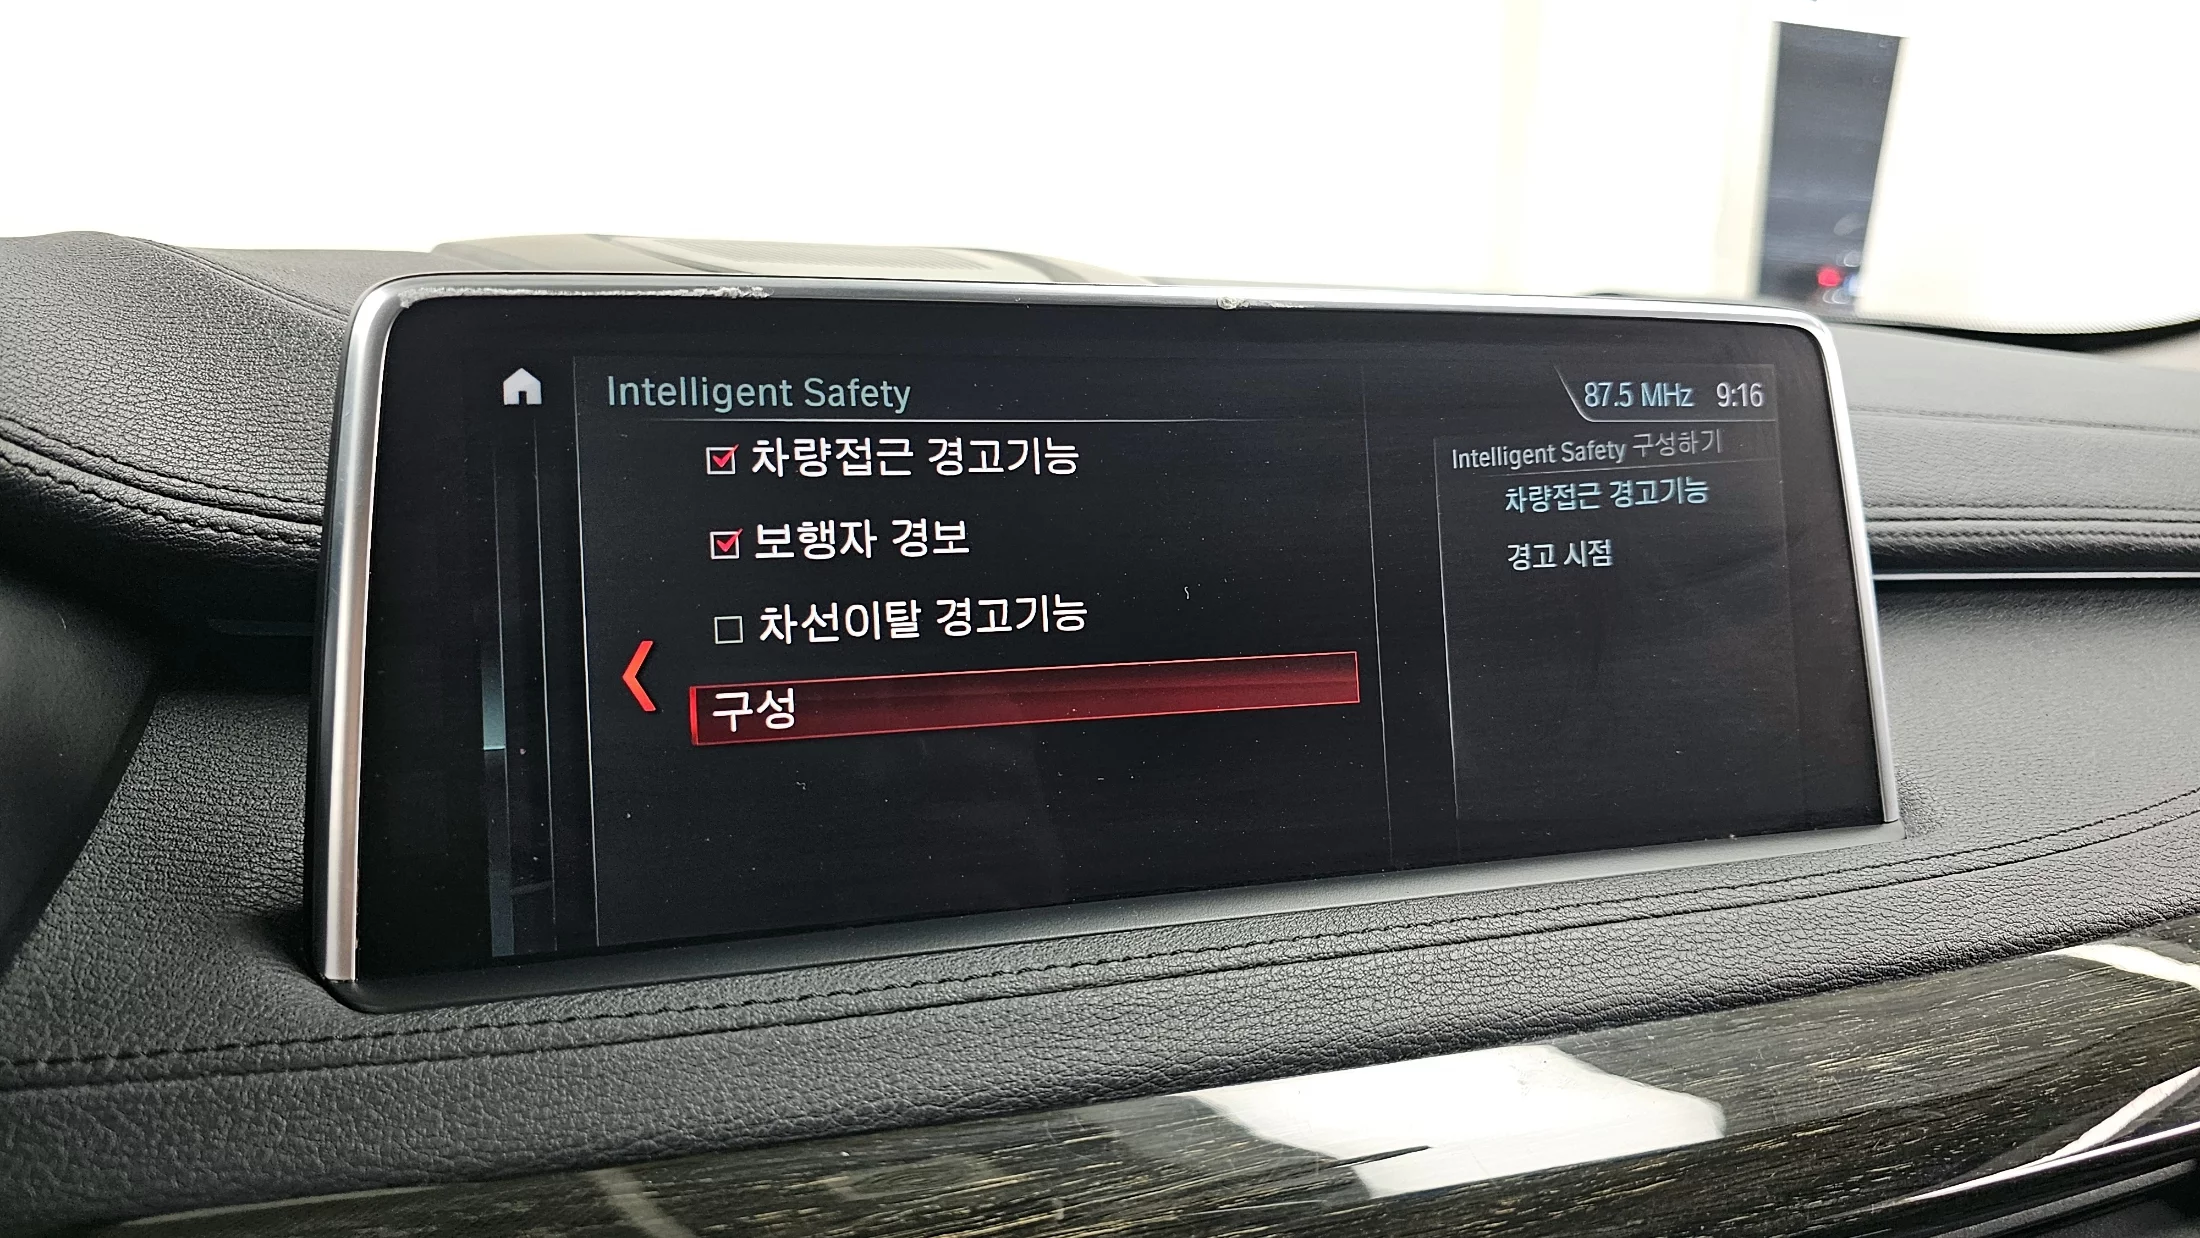 Intelligent Safety
87.5 MHz 9:16
차량접근 경고기능
보행자 경보
차선이탈 경고기능
구성
Intelligent Safety 구성하기
차량접근 경고기능
경고 시점